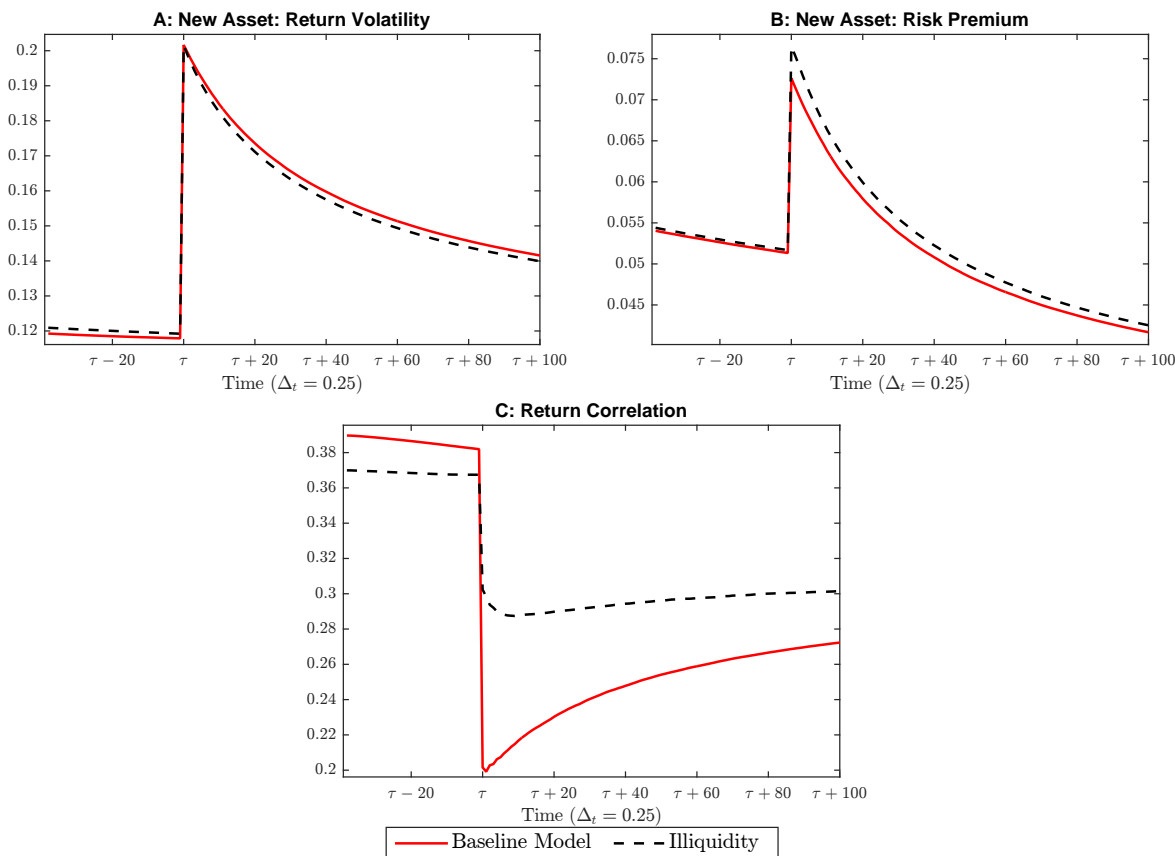 A: New Asset: Return Volatility
0.2
0.19
0.18
0.17
0.16
0.15
0.14
0.13
0.12
τ − 20 τ τ + 20 τ + 40 τ + 60 τ + 80 τ + 100
Time (Δt = 0.25)
B: New Asset: Risk Premium
0.075
0.07
0.065
0.06
0.055
0.05
0.045
τ − 20 τ τ + 20 τ + 40 τ + 60 τ + 80 τ + 100
Time (Δt = 0.25)
C: Return Correlation
0.38
0.36
0.34
0.32
0.3
0.28
0.26
0.24
0.22
0.2
τ − 20 τ τ + 20 τ + 40 τ + 60 τ + 80 τ + 100
Time (Δt = 0.25)
Baseline Model Illiquidity